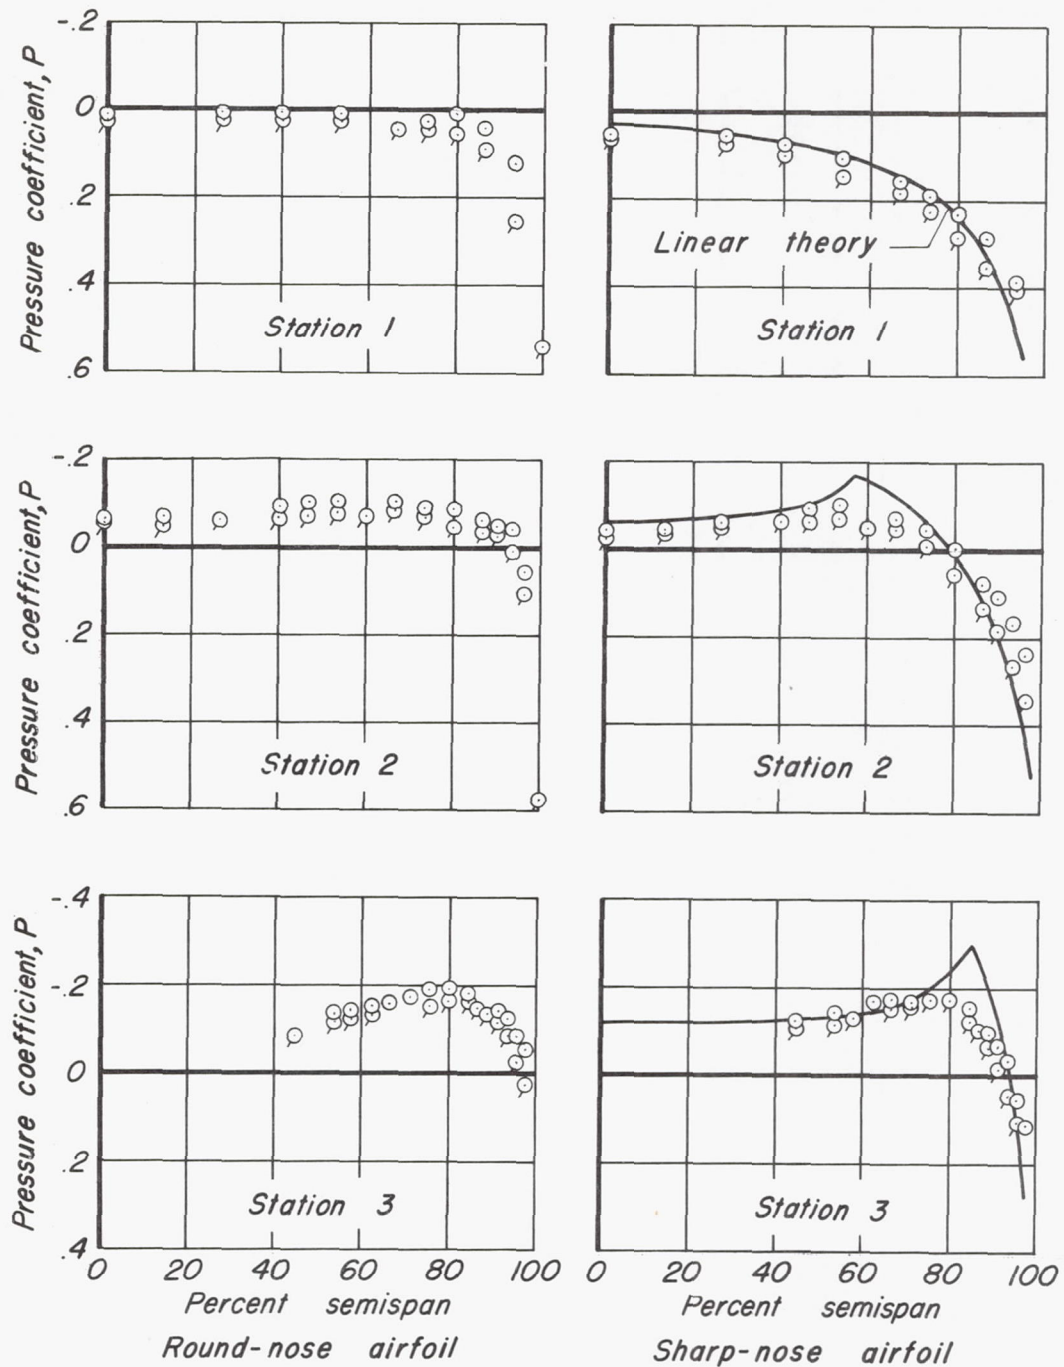 -.2
0
.2
.4
.6
Pressure coefficient, P
Station 1
Linear theory
Station 1
-.2
0
.2
.4
.6
Pressure coefficient, P
Station 2
Station 2
-.4
-.2
0
.2
.4
Pressure coefficient, P
Station 3
Station 3
0 20 40 60 80 100
0 20 40 60 80 100
Percent semispan
Percent semispan
Round-nose airfoil
Sharp-nose airfoil